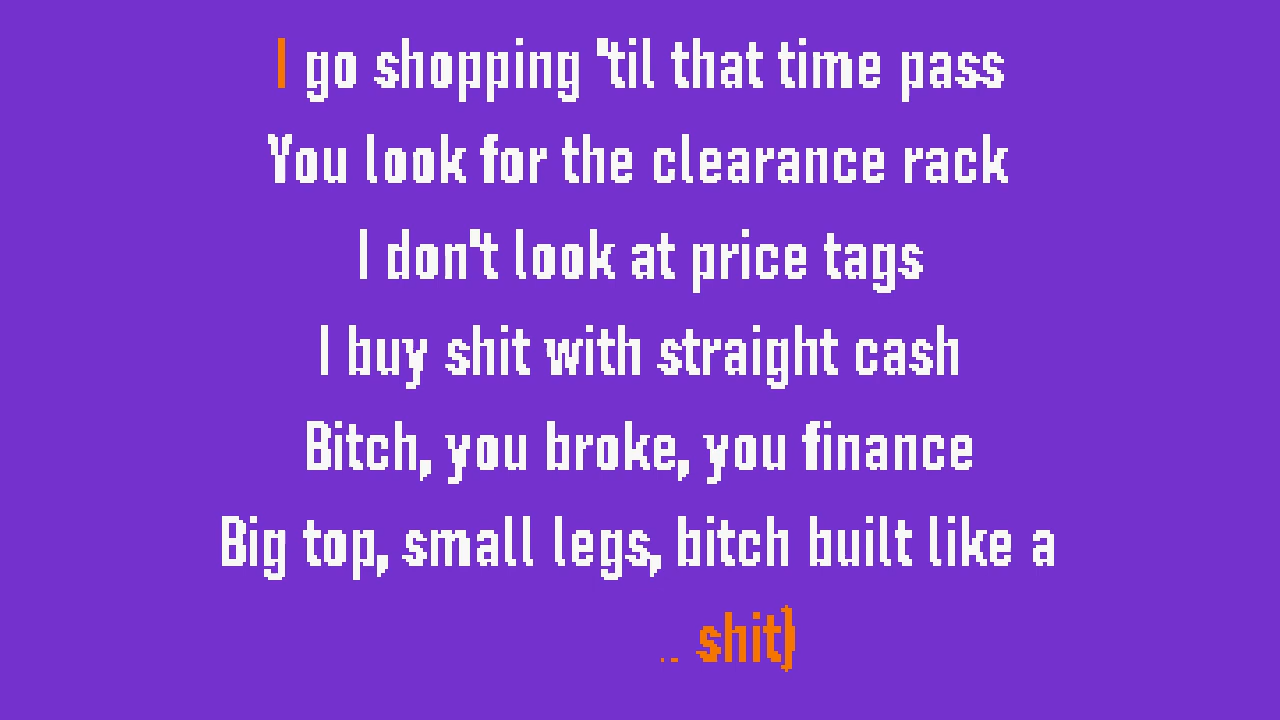 I go shopping 'til that time pass
You look for the clearance rack
I don't look at price tags
I buy shit with straight cash
Bitch, you broke, you finance
Big top, small legs, bitch built like a
.. shit)